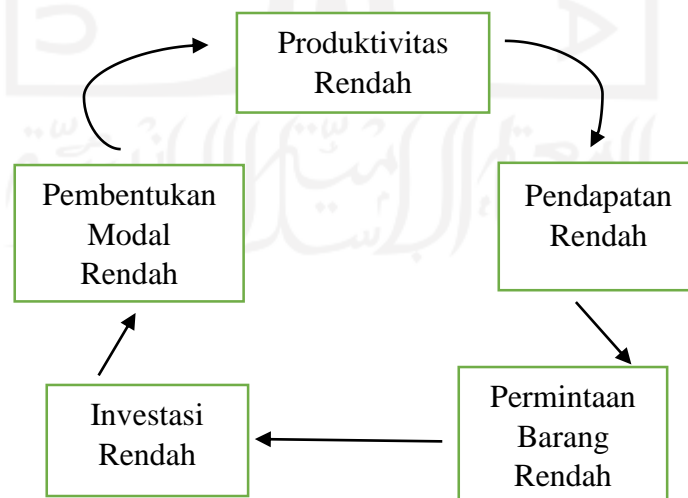 Produktivitas
Rendah
Pendapatan
Rendah
Permintaan
Barang
Rendah
Investasi
Rendah
Pembentukan
Modal
Rendah